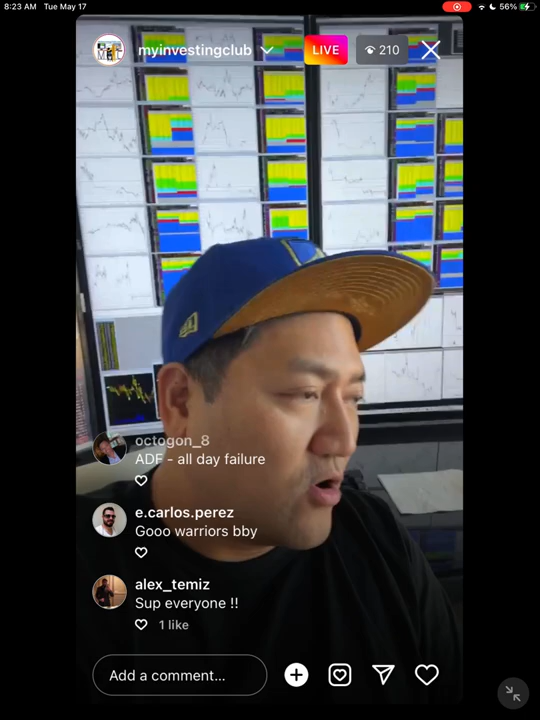 8:23 AM Tue May 17
56%
myinvestingclub
LIVE
210
octogon_8
ADF - all day failure
e.carlos.perez
Gooo warriors bby
alex_temiz
Sup everyone !!
1 like
Add a comment...